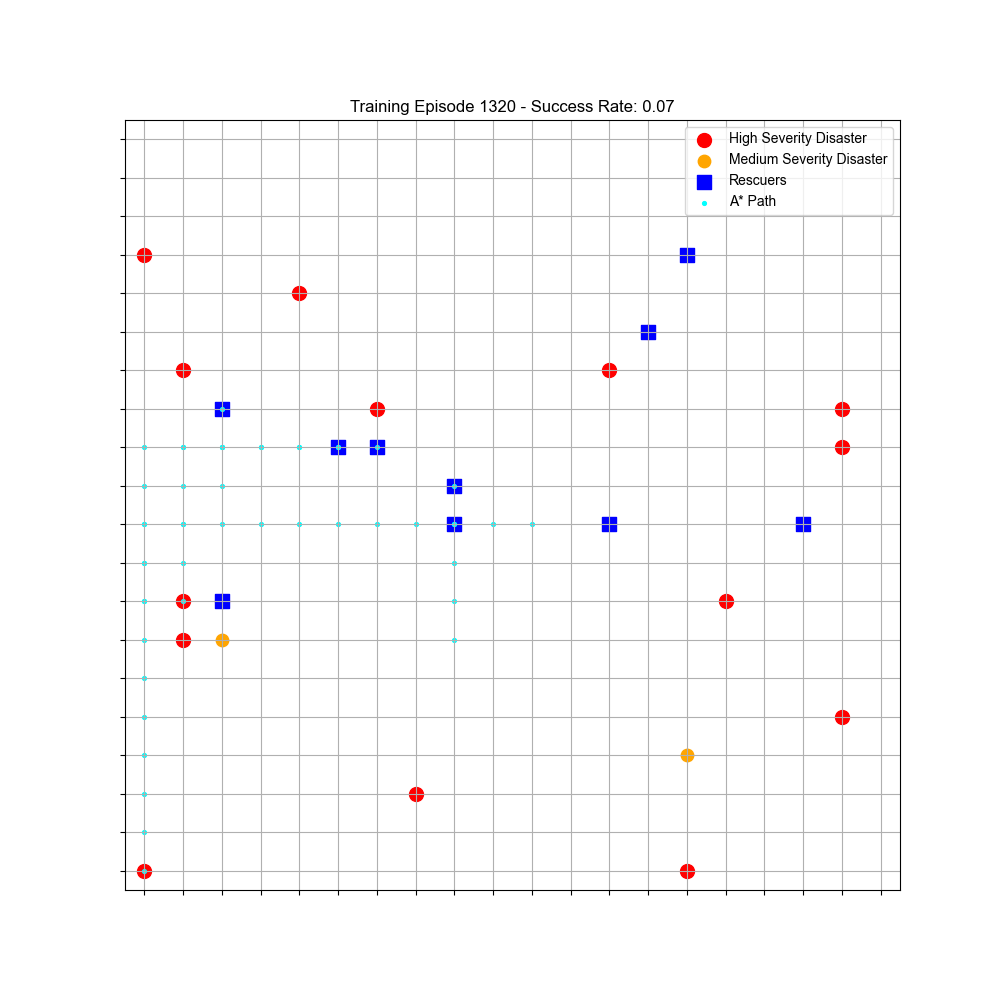 Training Episode 1320 - Success Rate: 0.07
High Severity Disaster
Medium Severity Disaster
Rescuers
A* Path